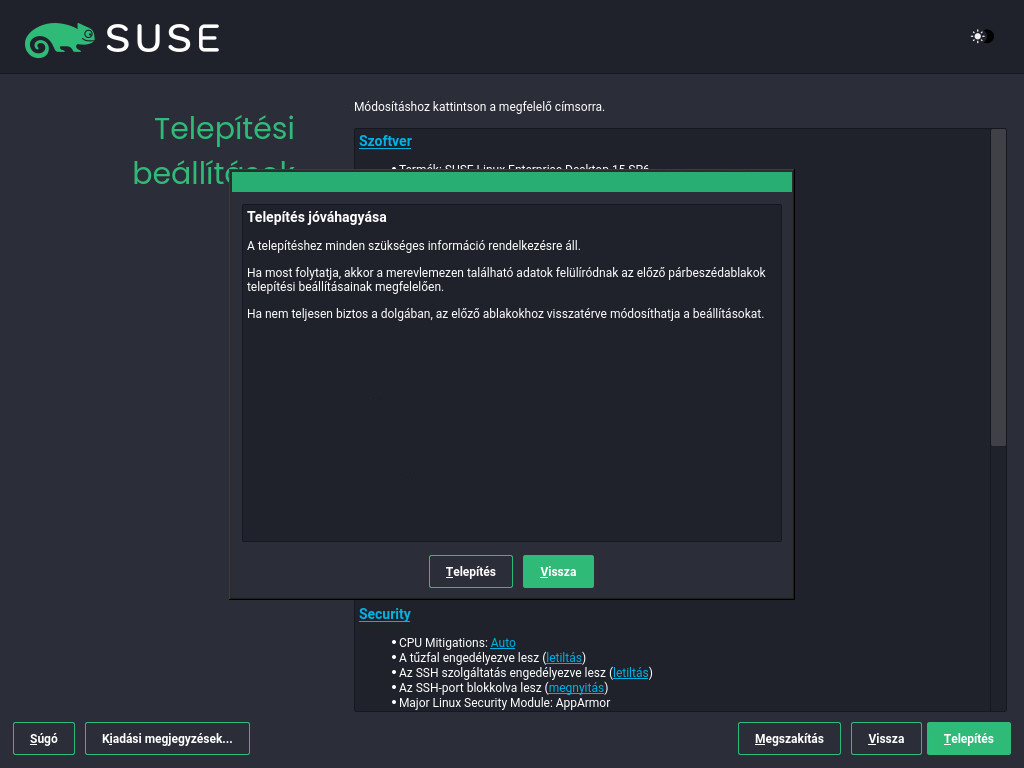 SUSE
Telepítési
beállítások
Módosításhoz kattintson a megfelelő címsorra.
Szoftver
• Termék: SUSE Linux Enterprise Desktop 15 SP6
Telepítés jóváhagyása
A telepítéshez minden szükséges információ rendelkezésre áll.
Ha most folytatja, akkor a merevlemezen található adatok felülíródnak az előző párbeszédablakok
telepítési beállításainak megfelelően.
Ha nem teljesen biztos a dolgában, az előző ablakokhoz visszatérve módosíthatja a beállításokat.
Telepítés
Vissza
Security
• CPU Mitigations: Auto
• A tűzfal engedélyezve lesz (letiltás)
• Az SSH szolgáltatás engedélyezve lesz (letiltás)
• Az SSH-port blokkolva lesz (megnyitás)
• Major Linux Security Module: AppArmor
Súgó
Kiadási megjegyzések...
Megszakítás
Vissza
Telepítés